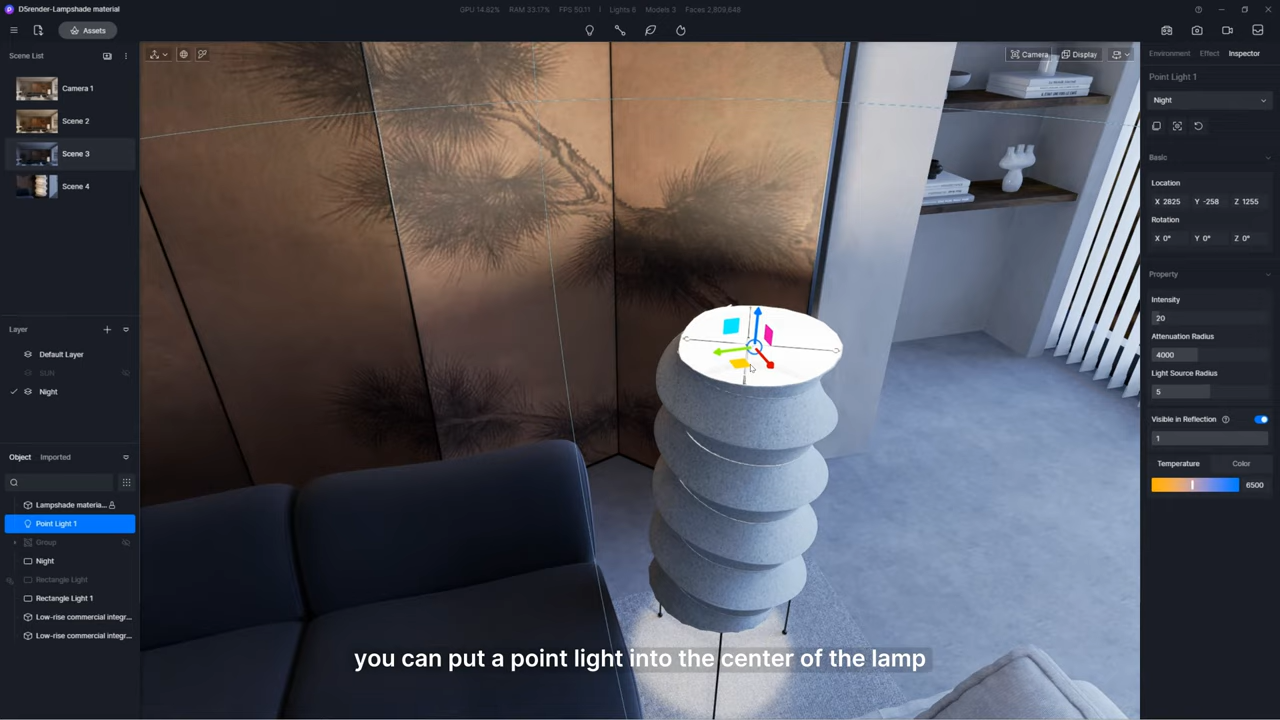 D5render-Lampshade material
GPU 14.82%
RAM 33.17%
FPS 50.11
Lights 6
Models 3
Faces 2,809,648
Assets
Scene List
Camera 1
Scene 2
Scene 3
Scene 4
Layer
Default Layer
SUN
Night
Object
Imported
Lampshade materia...
Point Light 1
Group
Night
Rectangle Light
Rectangle Light 1
Low-rise commercial integr...
Low-rise commercial integr...
Camera
Display
you can put a point light into the center of the lamp
Environment
Effect
Inspector
Point Light 1
Night
Basic
Location
X 2825 Y -258 Z 1255
Rotation
X 0° Y 0° Z 0°
Property
Intensity
20
Attenuation Radius
4000
Light Source Radius
5
Visible in Reflection
1
Temperature
Color
6500